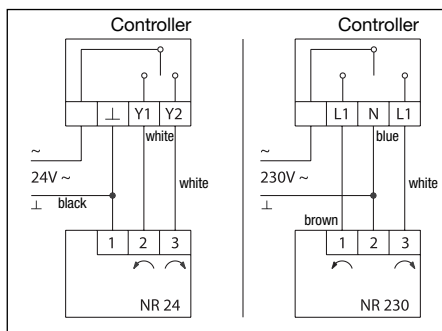 Controller Controller
⊥ Y1 Y2 L1 N L1
white blue
~ ~
24V ~ white 230V ~ white
⊥ black ⊥
brown
1 2 3 1 2 3
NR 24 NR 230